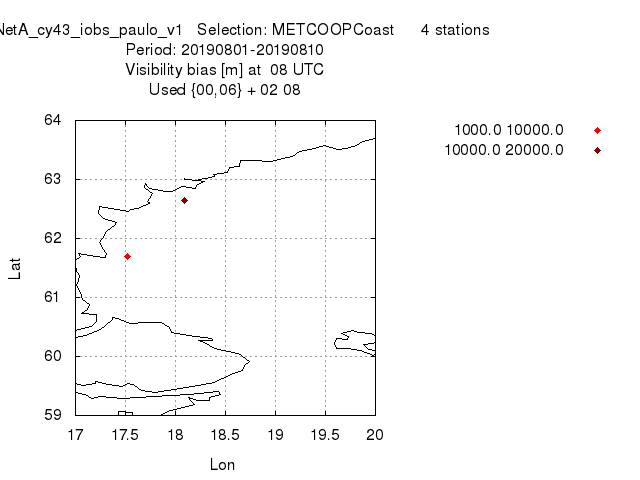 NetA_cy43_iobs_paulo_v1 Selection: METCOOPCoast 4 stations
Period: 20190801-20190810
Visibility bias [m] at 08 UTC
Used {00,06} + 02 08
1000.0 10000.0
10000.0 20000.0
64
63
62
61
60
59
Lat
17 17.5 18 18.5 19 19.5 20
Lon